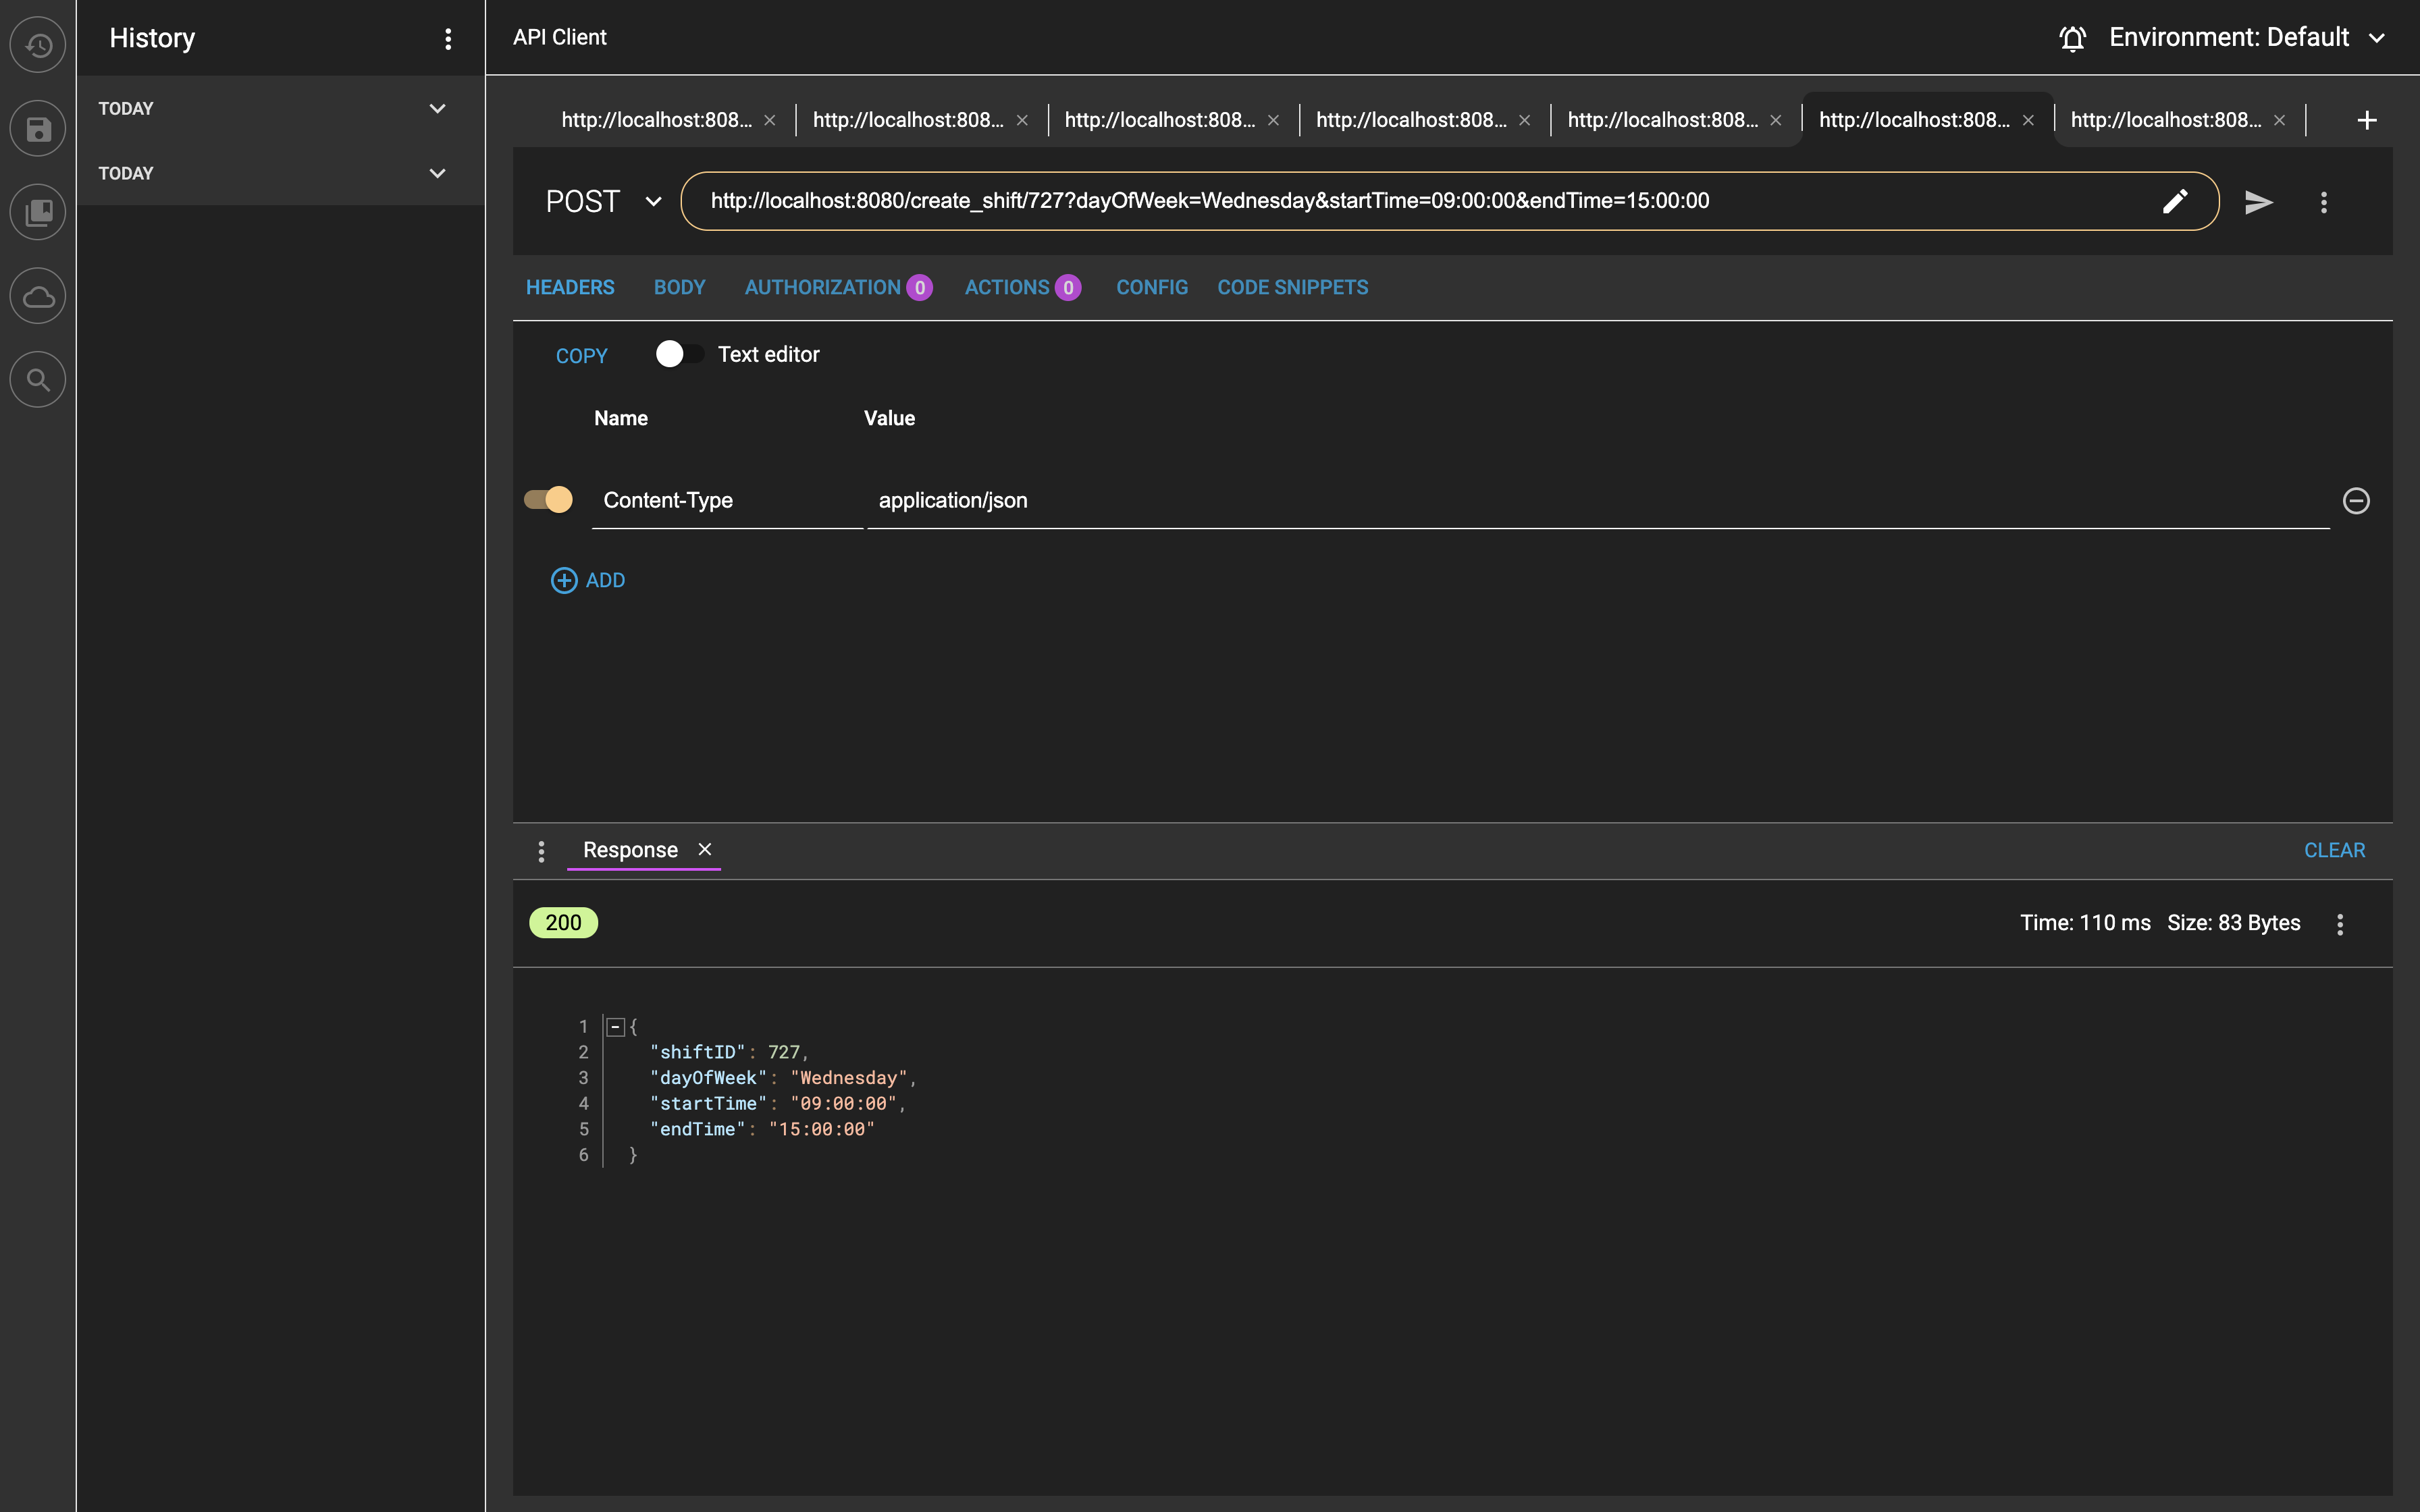 History
TODAY
TODAY
API Client
Environment: Default
http://localhost:808... http://localhost:808... http://localhost:808... http://localhost:808... http://localhost:808... http://localhost:808... http://localhost:808...
POST http://localhost:8080/create_shift/727?dayOfWeek=Wednesday&startTime=09:00:00&endTime=15:00:00
HEADERS BODY AUTHORIZATION 0 ACTIONS 0 CONFIG CODE SNIPPETS
COPY Text editor
Name Value
Content-Type application/json
ADD
Response CLEAR
200 Time: 110 ms Size: 83 Bytes
1 {
2 "shiftID": 727,
3 "dayOfWeek": "Wednesday",
4 "startTime": "09:00:00",
5 "endTime": "15:00:00"
6 }